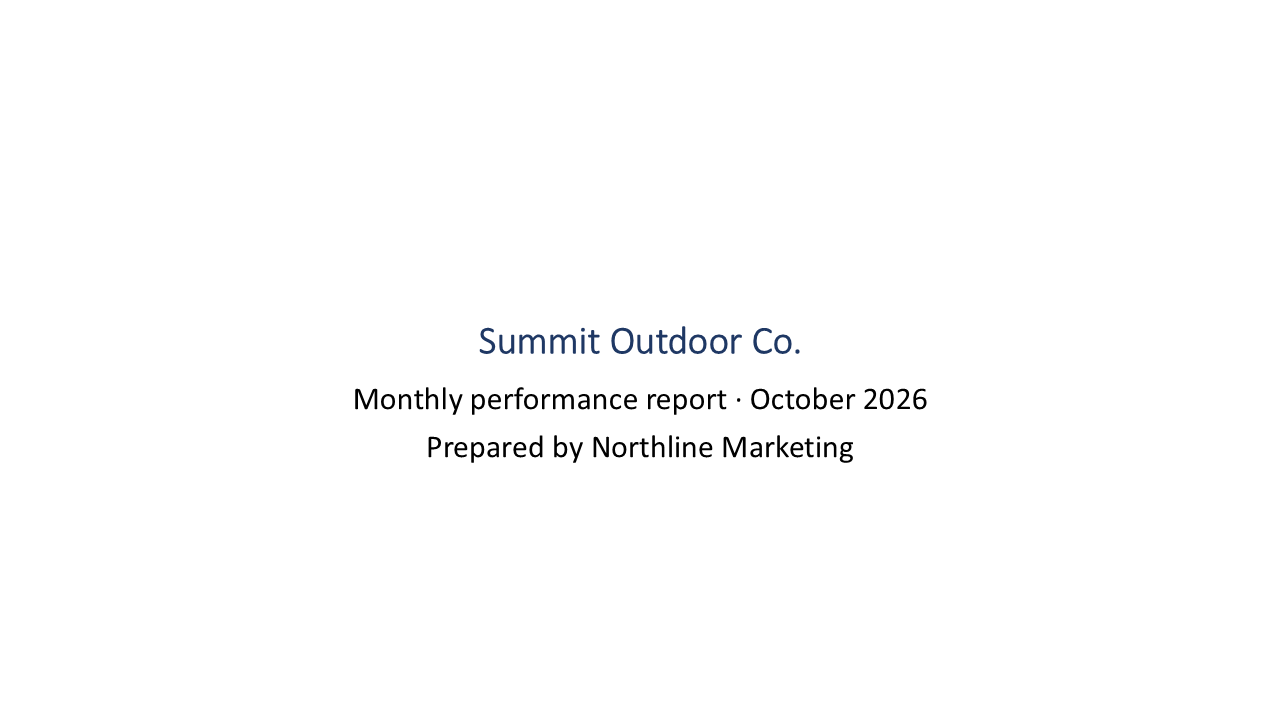 Summit Outdoor Co.
Monthly performance report · October 2026
Prepared by Northline Marketing